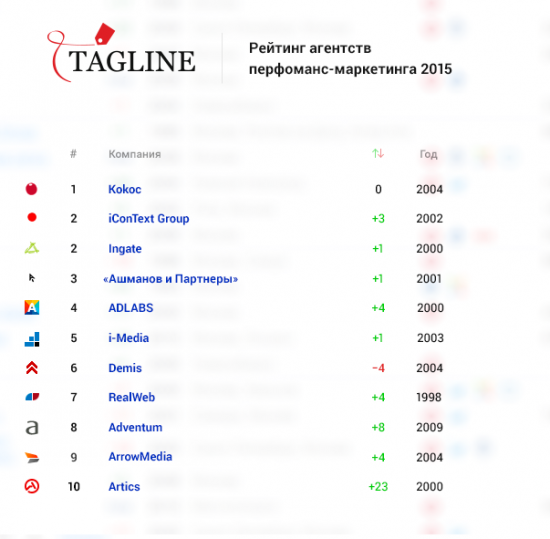 TAGLINE
Рейтинг агентств
перфоманс-маркетинга 2015
# Компания ↑↓ Год
1 Кокос 0 2004
2 iConText Group +3 2002
2 Ingate +1 2000
3 «Ашманов и Партнеры» +1 2001
4 ADLABS +4 2000
5 i-Media +1 2003
6 Demis −4 2004
7 RealWeb +4 1998
8 Adventum +8 2009
9 ArrowMedia +4 2004
10 Artics +23 2000